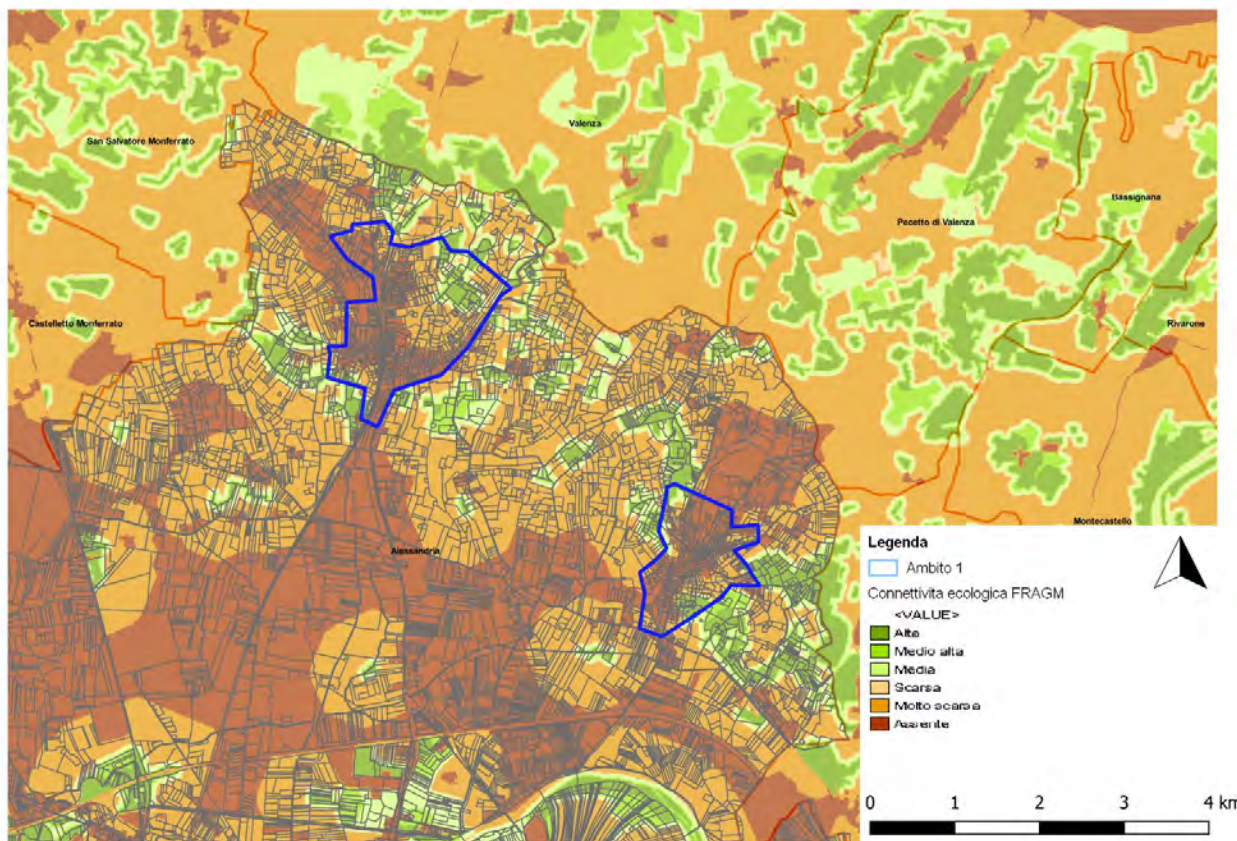 San Salvatore Monferrato
Valenza
Bassignana
Pecetto di Valenza
Castelletto Monferrato
Rivarone
Montecastello
Alessandria
Legenda
Ambito 1
Connettività ecologica FRAGM
<VALUE>
Alta
Medio alta
Media
Scarsa
Molto scarsa
Assente
0 1 2 3 4 km